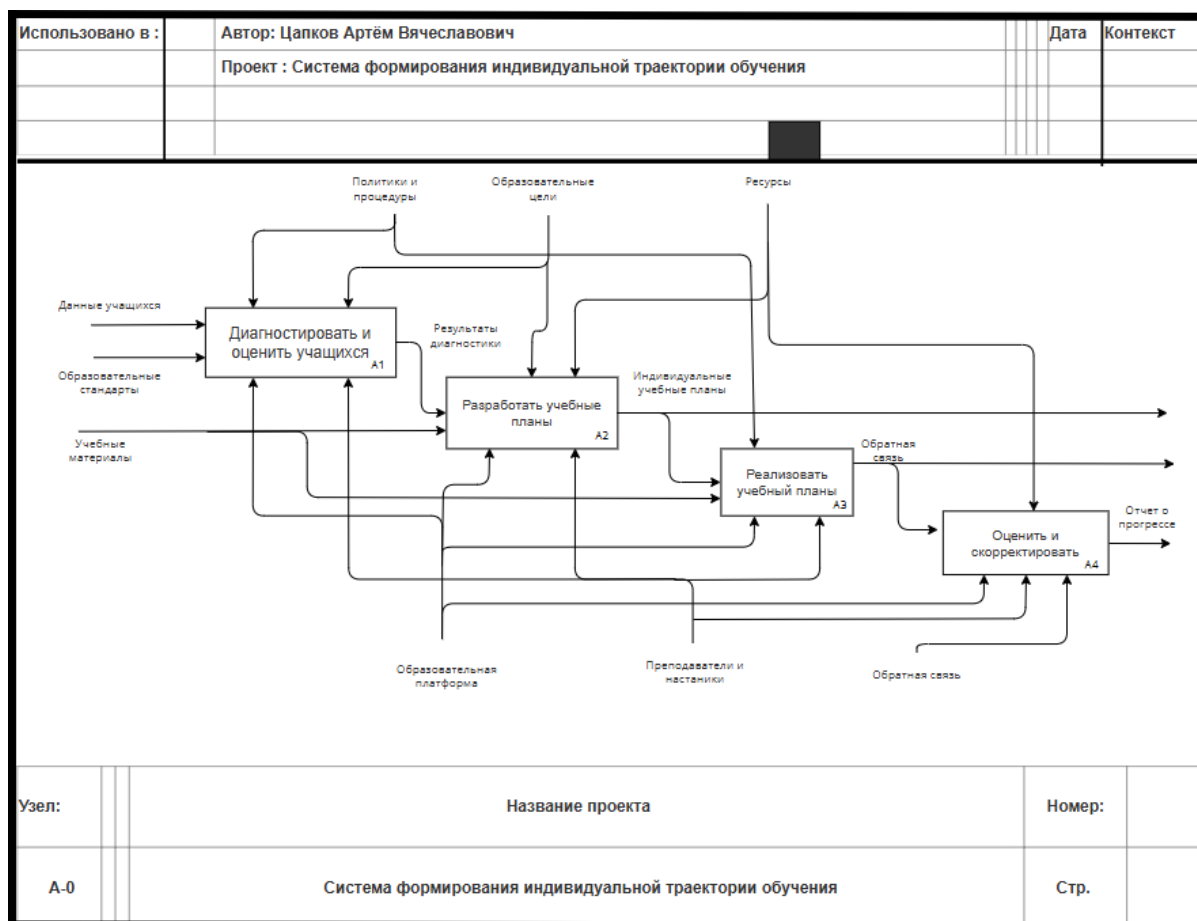 Использовано в :
Автор: Цапков Артём Вячеславович
Дата
Контекст
Проект : Система формирования индивидуальной траектории обучения
Политики и
процедуры
Образовательные
цели
Ресурсы
Данные учащихся
Диагностировать и
оценить учащихся
A1
Результаты
диагностики
Образовательные
стандарты
Индивидуальные
учебные планы
Разработать учебные
планы
A2
Учебные
материалы
Обратная
связь
Реализовать
учебный планы
A3
Отчет о
прогрессе
Оценить и
скорректировать
A4
Образовательная
платформа
Преподаватели и
настаники
Обратная связь
Узел:
Название проекта
Номер:
A-0
Система формирования индивидуальной траектории обучения
Стр.